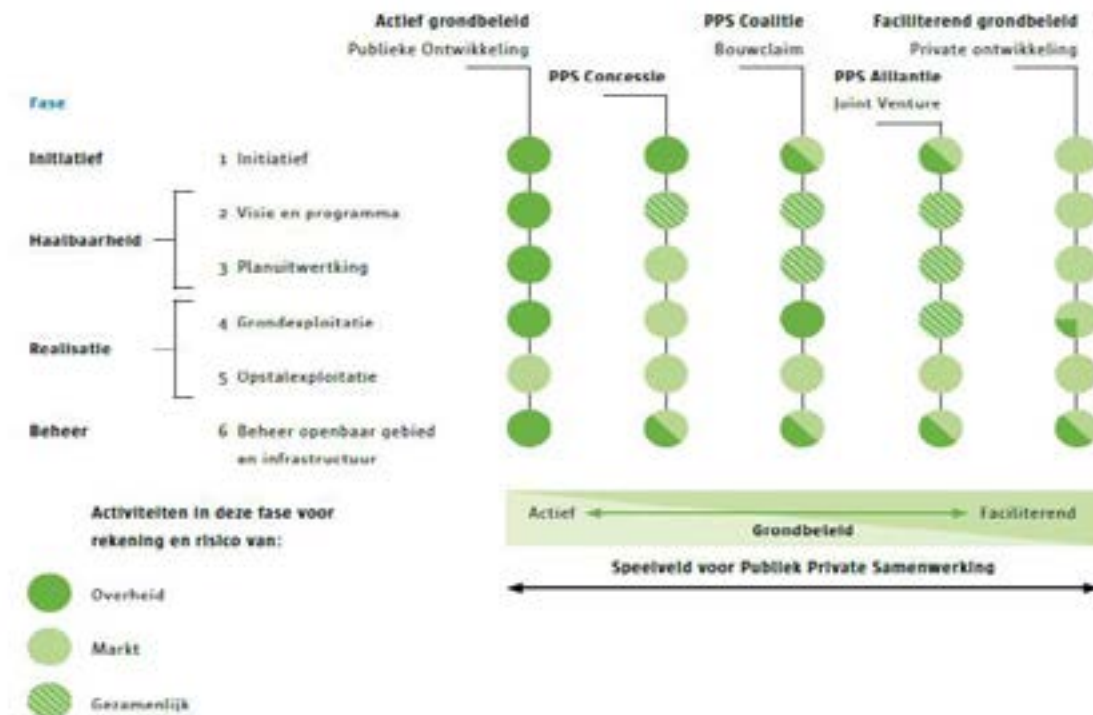 Actief grondbeleid
Publieke Ontwikkeling
PPS Concessie
PPS Coalitie
Bouwclaim
PPS Alliantie
Joint Venture
Faciliterend grondbeleid
Private ontwikkeling
Fase
Initiatief
1 Initiatief
Haalbaarheid
2 Visie en programma
3 Planuitwertking
Realisatie
4 Grondexploitatie
5 Opstalexploitatie
Beheer
6 Beheer openbaar gebied
en infrastructuur
Actief
Faciliterend
Grondbeleid
Speelveld voor Publiek Private Samenwerking
Activiteiten in deze fase voor
rekening en risico van:
Overheid
Markt
Gezamenlijk